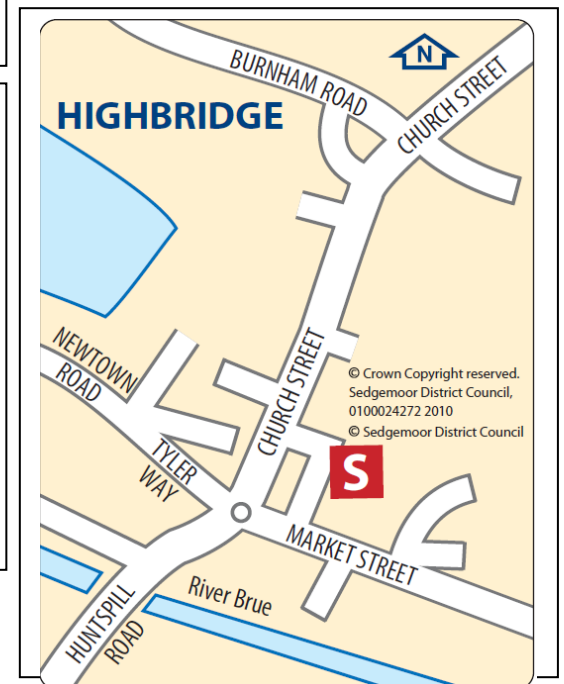 N
BURNHAM ROAD
CHURCH STREET
HIGHBRIDGE
NEWTOWN
ROAD
CHURCH STREET
© Crown Copyright reserved.
Sedgemoor District Council,
0100024272 2010
© Sedgemoor District Council
TYLER
WAY
S
MARKET STREET
River Brue
HUNTSPILL
ROAD